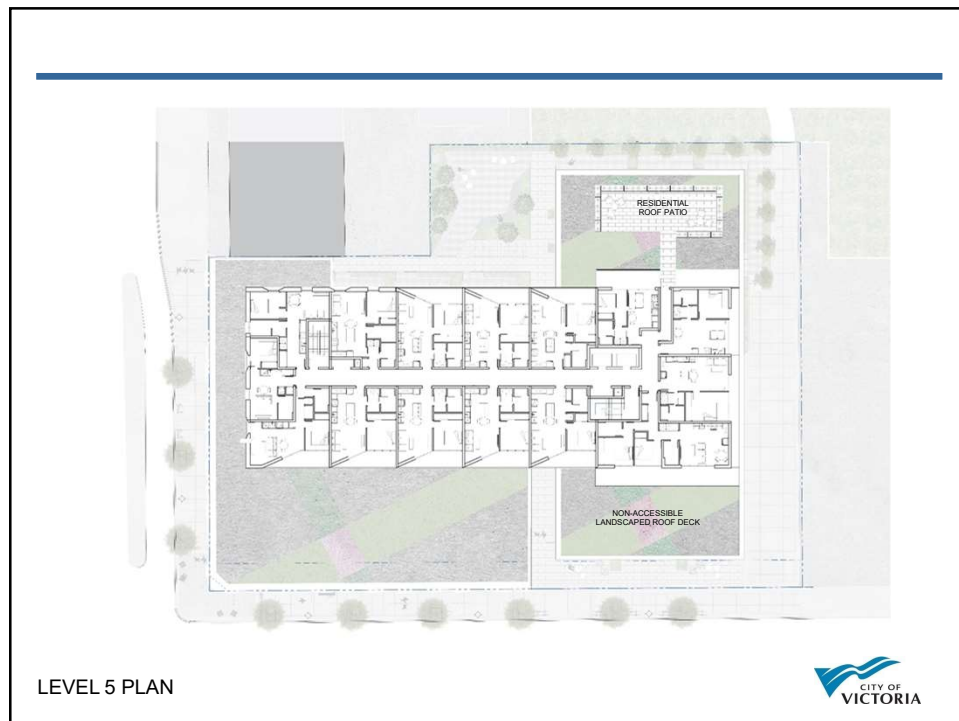 RESIDENTIAL
ROOF PATIO
NON-ACCESSIBLE
LANDSCAPED ROOF DECK
LEVEL 5 PLAN
CITY OF
VICTORIA